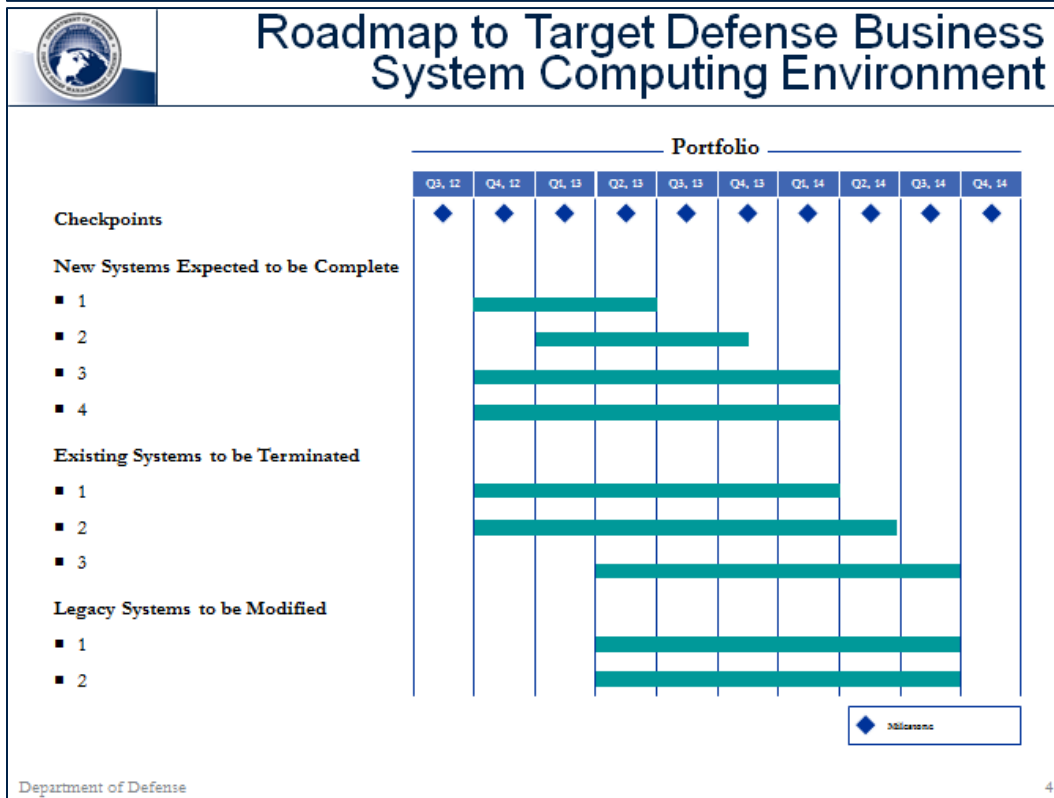 Roadmap to Target Defense Business
System Computing Environment
Portfolio
Q3, 12 Q4, 12 Q1, 13 Q2, 13 Q3, 13 Q4, 13 Q1, 14 Q2, 14 Q3, 14 Q4, 14
Checkpoints
New Systems Expected to be Complete
▪ 1
▪ 2
▪ 3
▪ 4
Existing Systems to be Terminated
▪ 1
▪ 2
▪ 3
Legacy Systems to be Modified
▪ 1
▪ 2
Milestone
Department of Defense 4